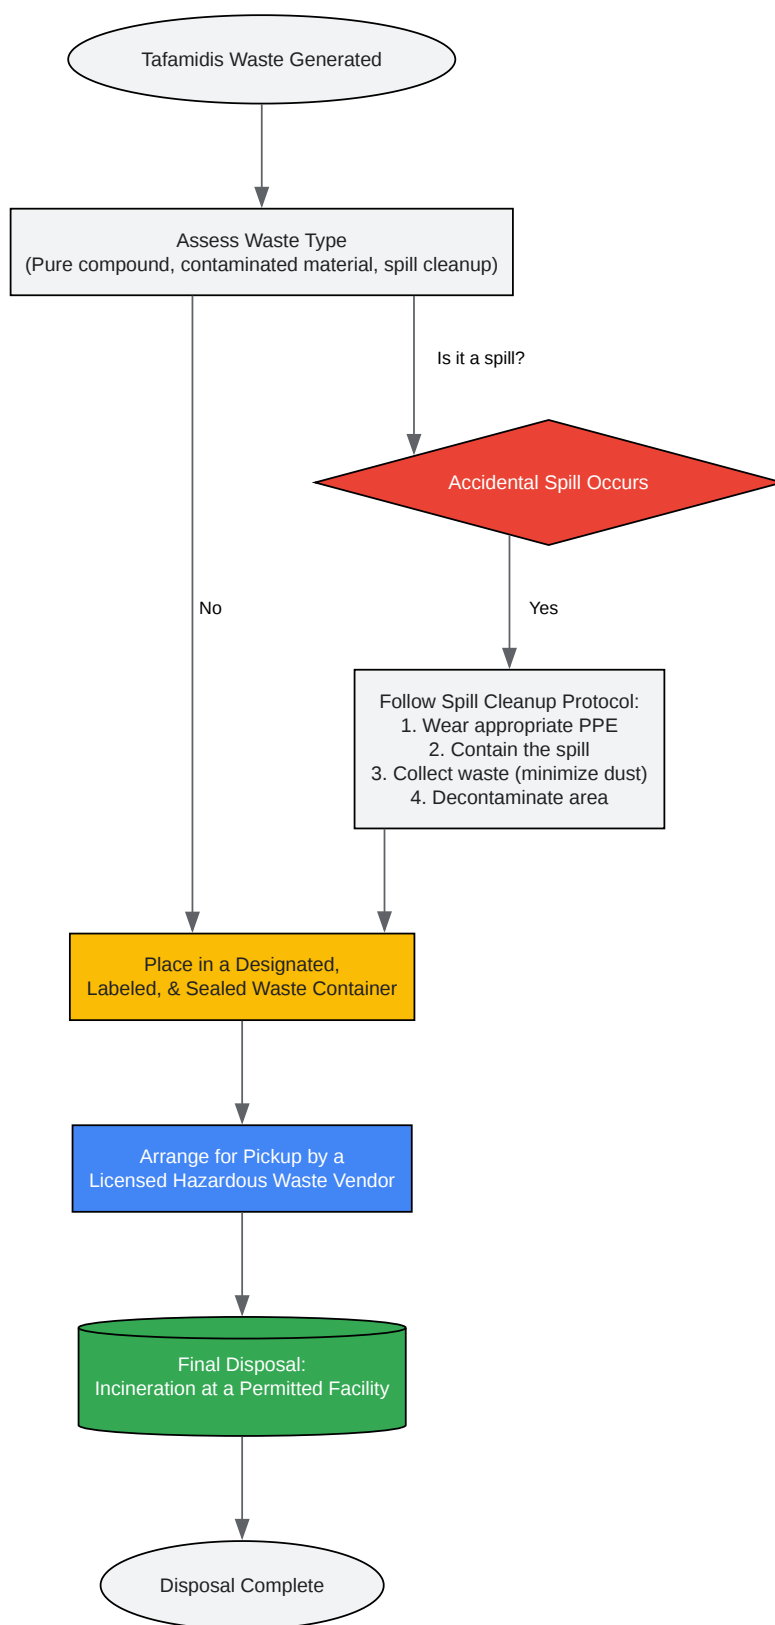 Tafamidis Waste Generated
Assess Waste Type
(Pure compound, contaminated material, spill cleanup)
Is it a spill?
Accidental Spill Occurs
No
Yes
Follow Spill Cleanup Protocol:
1. Wear appropriate PPE
2. Contain the spill
3. Collect waste (minimize dust)
4. Decontaminate area
Place in a Designated,
Labeled, & Sealed Waste Container
Arrange for Pickup by a
Licensed Hazardous Waste Vendor
Final Disposal:
Incineration at a Permitted Facility
Disposal Complete